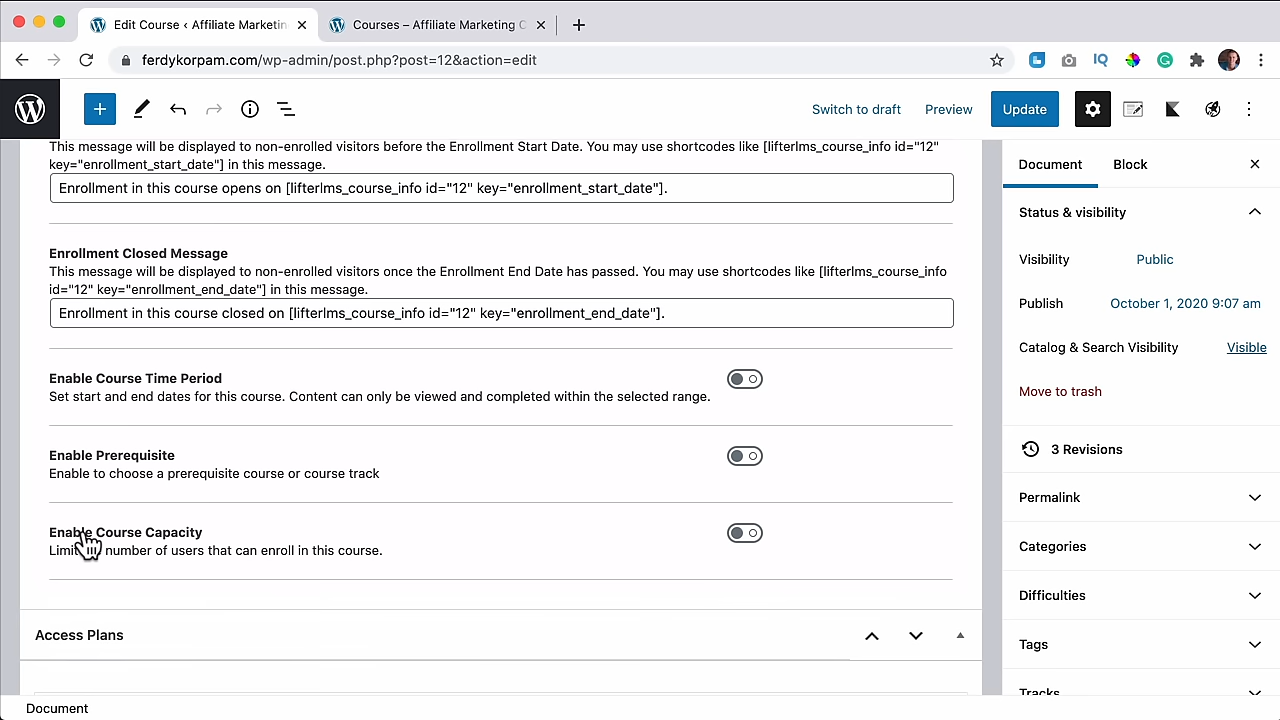 Edit Course ‹ Affiliate Marketin
Courses – Affiliate Marketing C
ferdykorpam.com/wp-admin/post.php?post=12&action=edit
IQ
Switch to draft
Preview
Update
This message will be displayed to non-enrolled visitors before the Enrollment Start Date. You may use shortcodes like [lifterlms_course_info id="12"
key="enrollment_start_date"] in this message.
Enrollment in this course opens on [lifterlms_course_info id="12" key="enrollment_start_date"].
Enrollment Closed Message
This message will be displayed to non-enrolled visitors once the Enrollment End Date has passed. You may use shortcodes like [lifterlms_course_info
id="12" key="enrollment_end_date"] in this message.
Enrollment in this course closed on [lifterlms_course_info id="12" key="enrollment_end_date"].
Enable Course Time Period
Set start and end dates for this course. Content can only be viewed and completed within the selected range.
Enable Prerequisite
Enable to choose a prerequisite course or course track
Enable Course Capacity
number of users that can enroll in this course.
Access Plans
Document
Block
Status & visibility
Visibility
Public
Publish
October 1, 2020 9:07 am
Catalog & Search Visibility
Visible
Move to trash
3 Revisions
Permalink
Categories
Difficulties
Tags
Tracks
Document